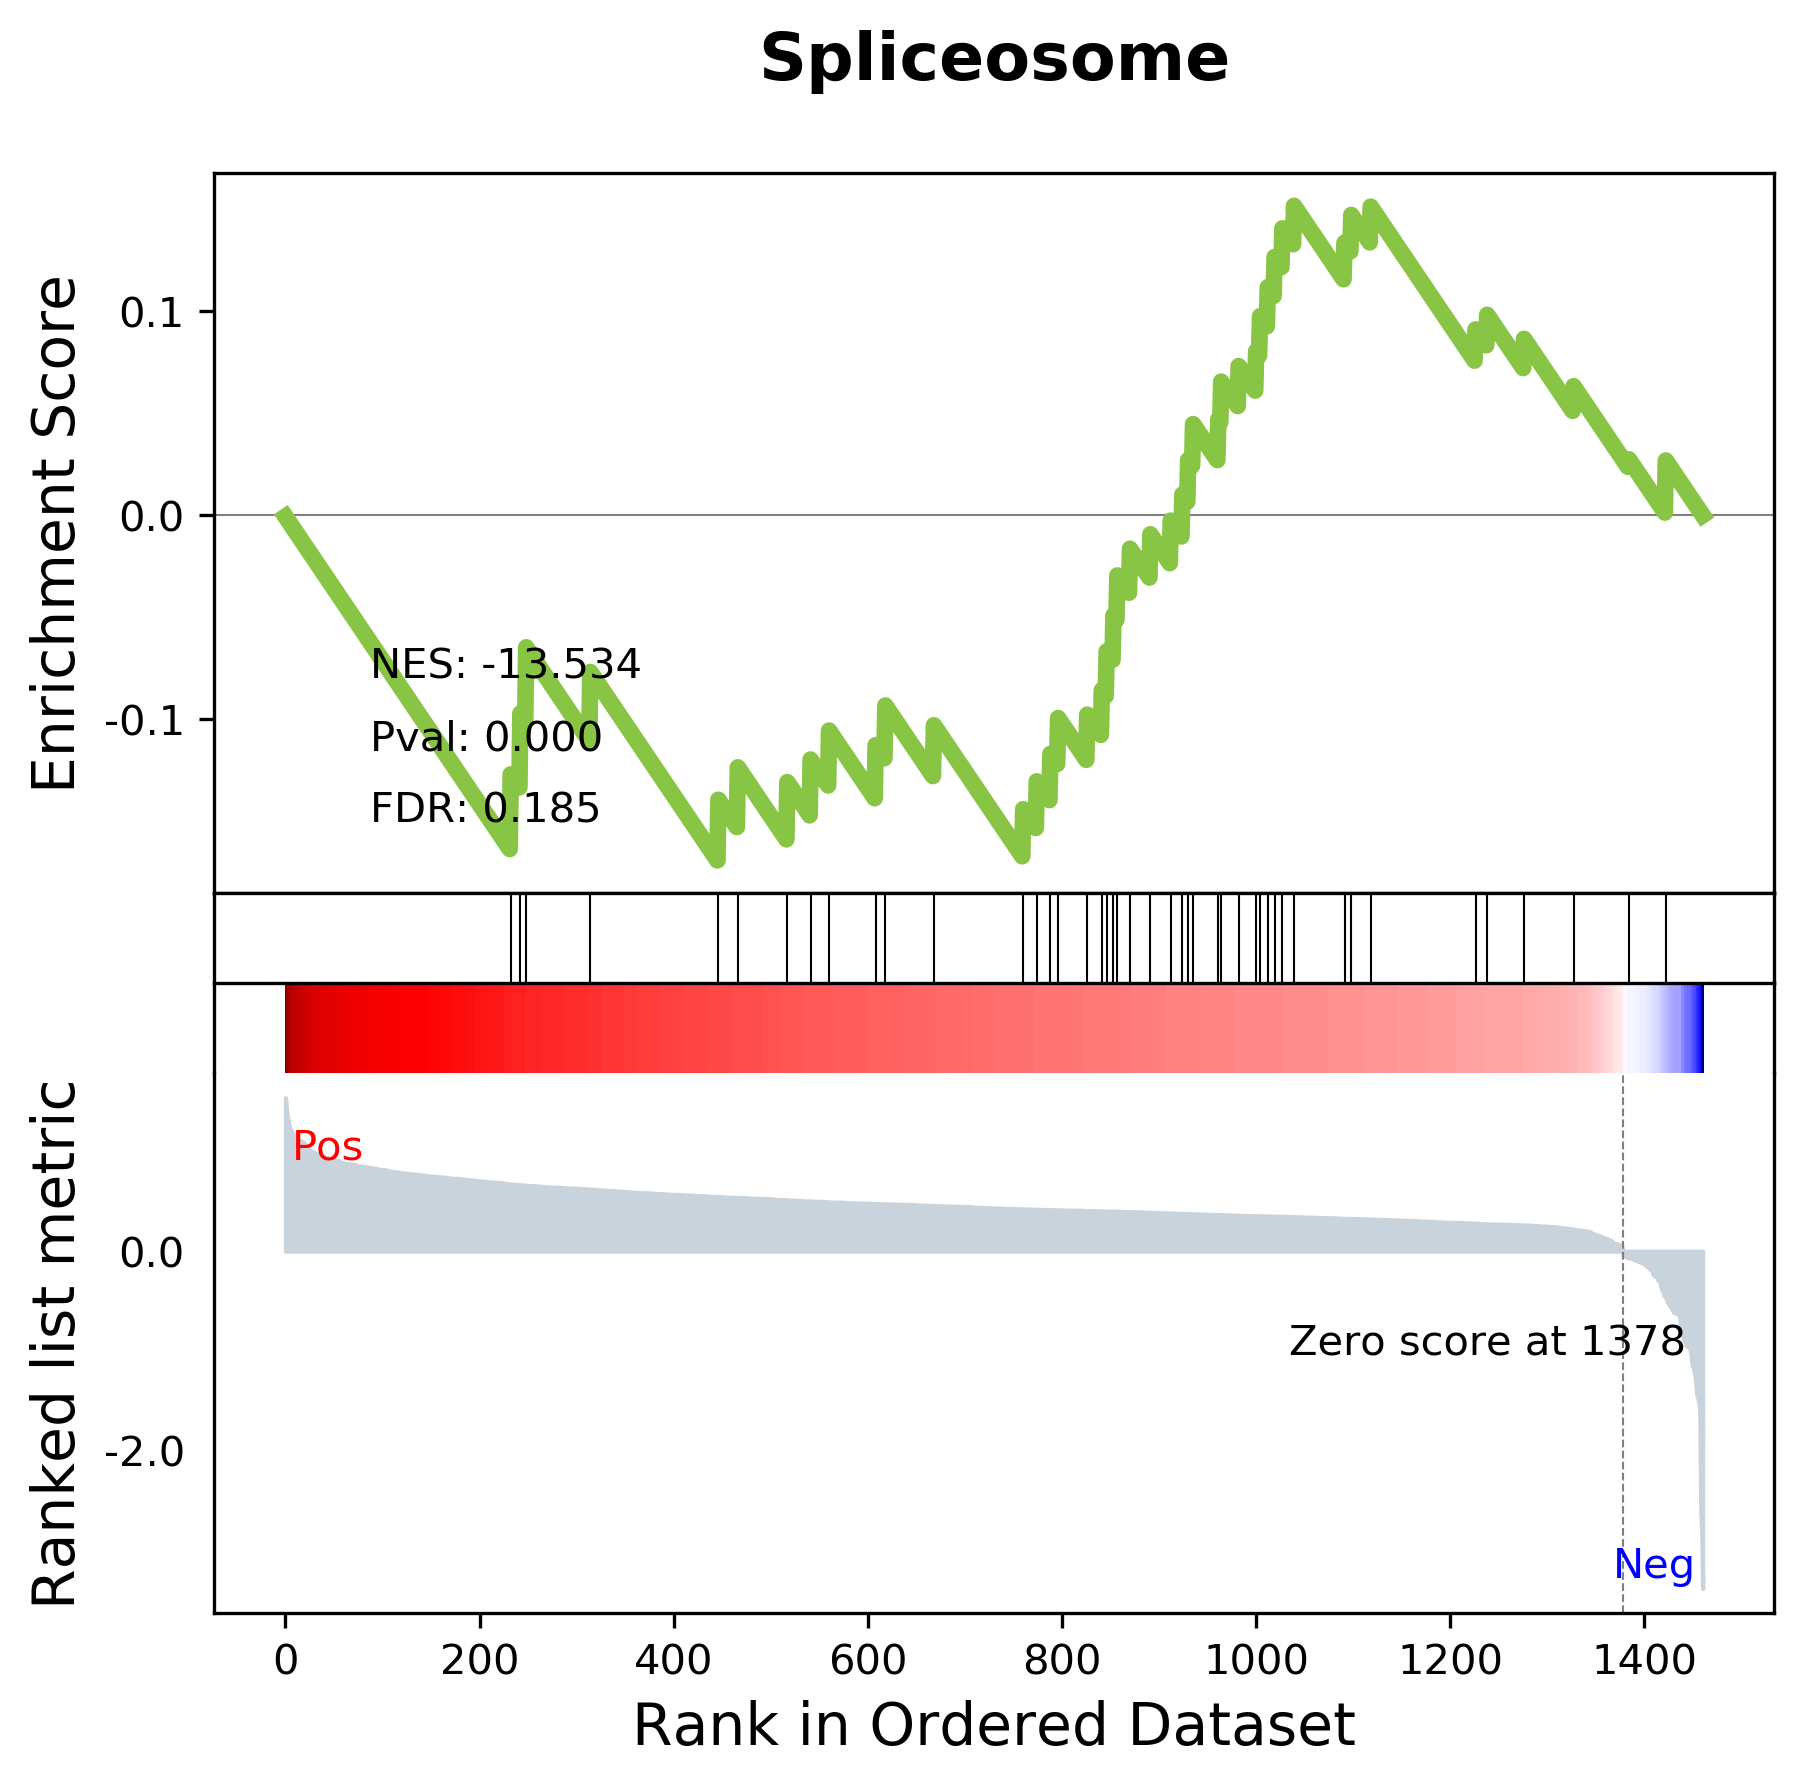 Spliceosome
Enrichment Score
0.1
0.0
-0.1
NES: -13.534
Pval: 0.000
FDR: 0.185
Ranked list metric
Pos
0.0
Zero score at 1378
-2.0
Neg
0 200 400 600 800 1000 1200 1400
Rank in Ordered Dataset